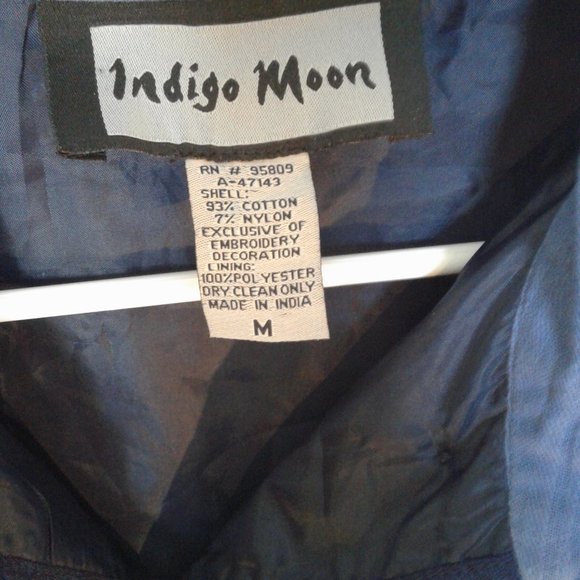 Indigo Moon
RN # 95809
A-47143
SHELL:
93% COTTON
7% NYLON
EXCLUSIVE OF
EMBROIDERY
DECORATION
LINING:
100%POLYESTER
DRY CLEAN ONLY
MADE IN INDIA
M